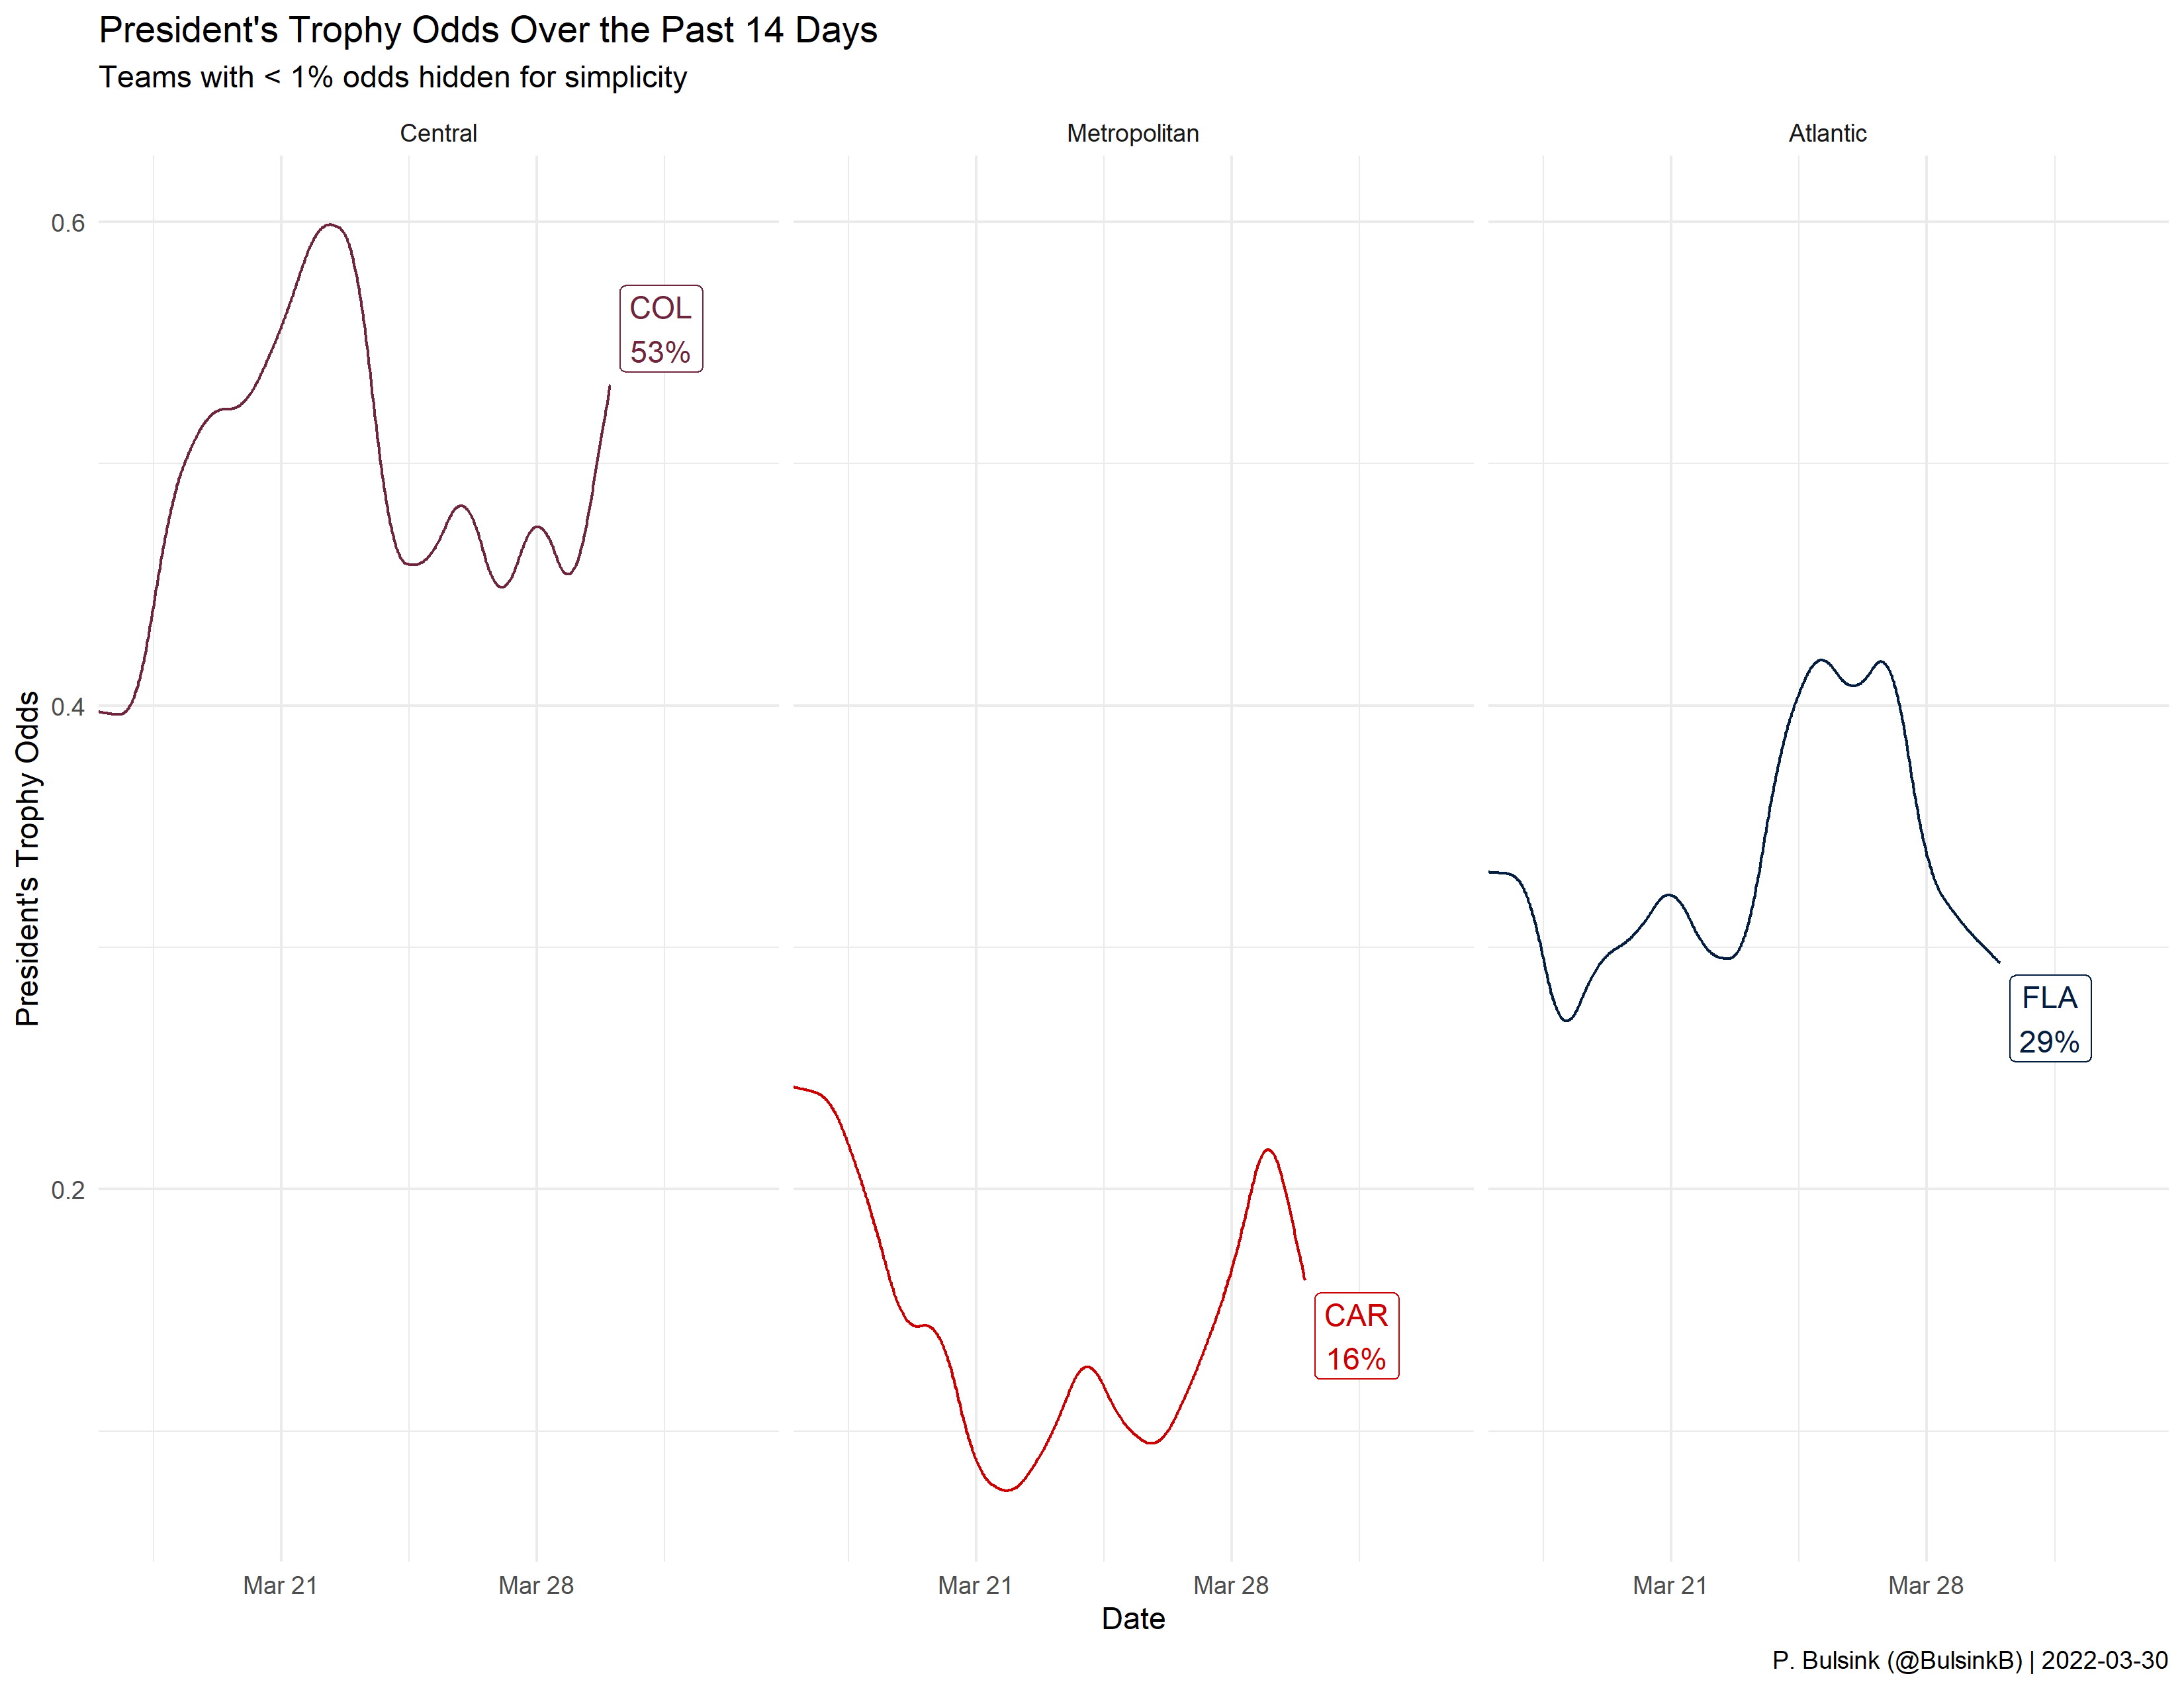 President's Trophy Odds Over the Past 14 Days
Teams with < 1% odds hidden for simplicity
Central
Metropolitan
Atlantic
President's Trophy Odds
0.6
0.4
0.2
COL
53%
CAR
16%
FLA
29%
Mar 21
Mar 28
Mar 21
Mar 28
Mar 21
Mar 28
Date
P. Bulsink (@BulsinkB) | 2022-03-30